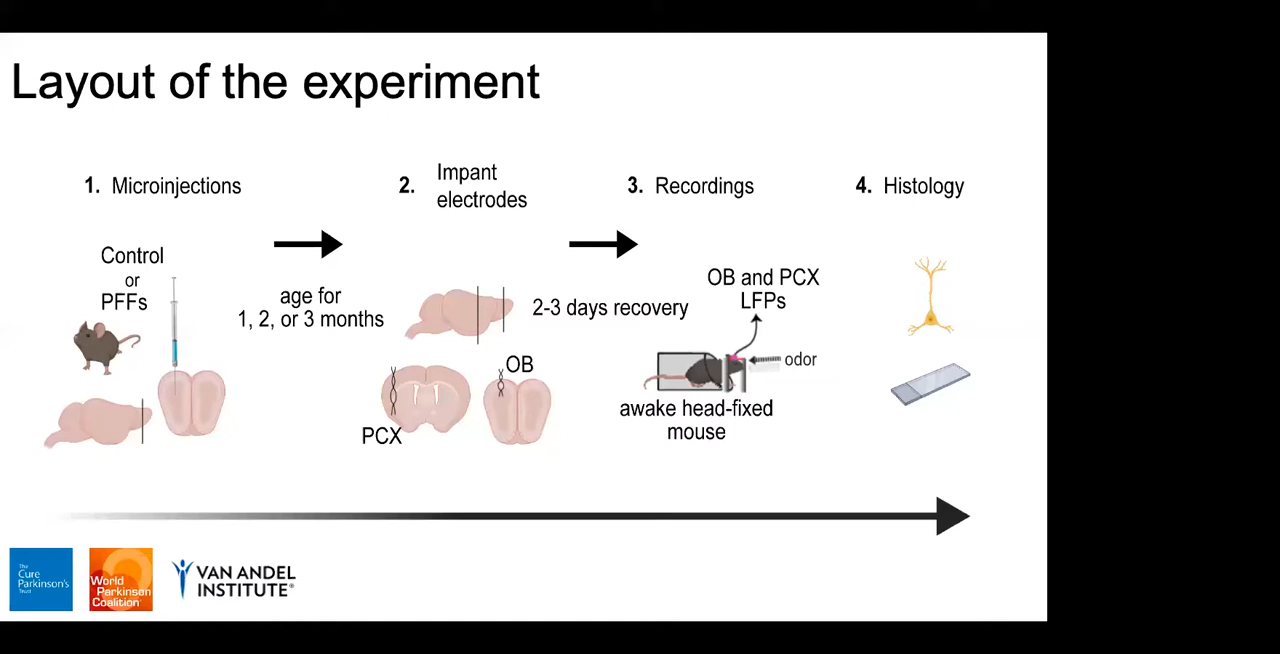 Layout of the experiment
1. Microinjections
Control
or
PFFs
age for
1, 2, or 3 months
2. Impant
electrodes
OB
PCX
2-3 days recovery
3. Recordings
OB and PCX
LFPs
odor
awake head-fixed
mouse
4. Histology
The
Cure
Parkinson's
Trust
World
Parkinson
Coalition
VAN ANDEL
INSTITUTE®